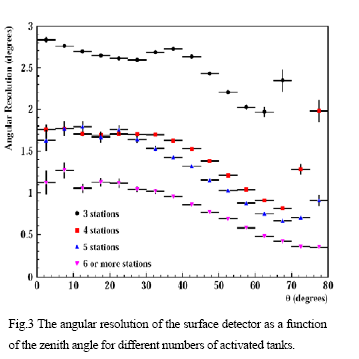 Angular Resolution (degrees)
3
2.5
2
1.5
1
0.5
0
0 10 20 30 40 50 60 70 80
θ (degrees)
3 stations
4 stations
5 stations
6 or more stations
Fig.3 The angular resolution of the surface detector as a function
of the zenith angle for different numbers of activated tanks.